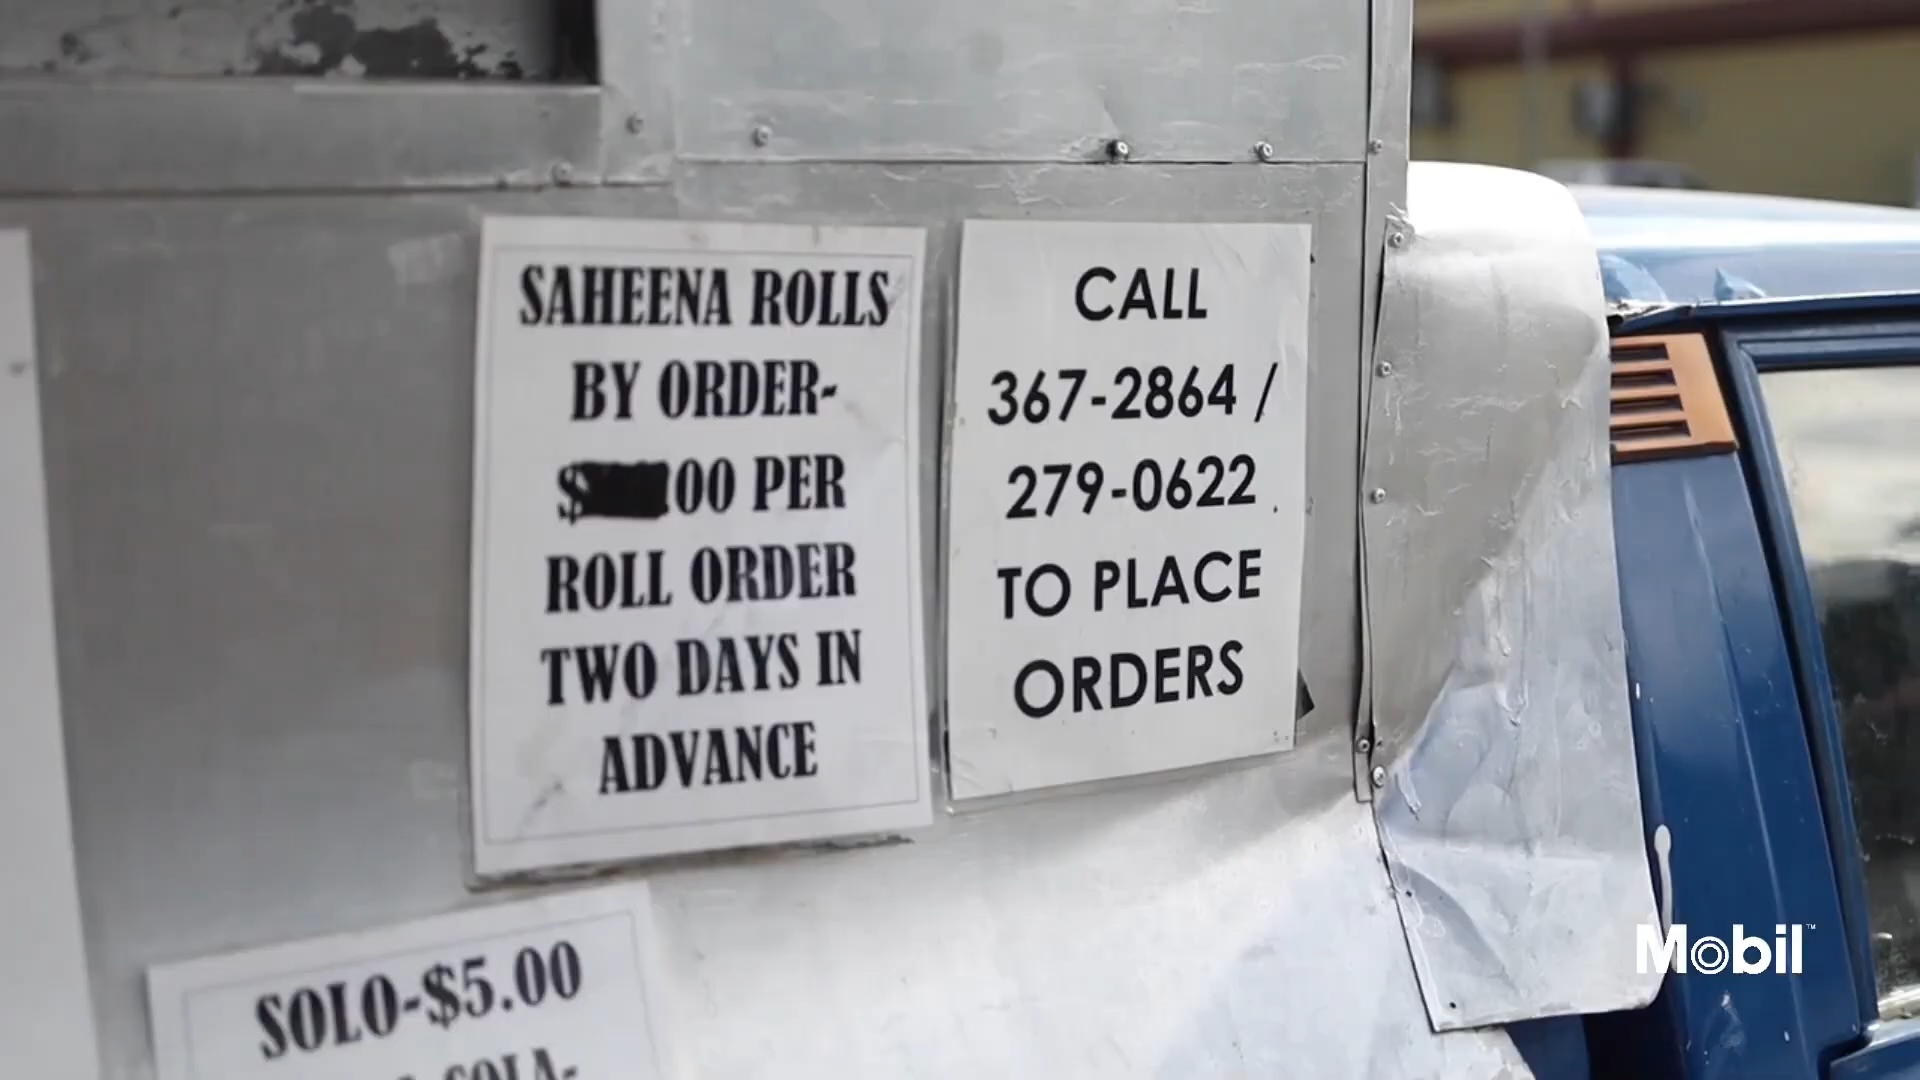 SAHEENA ROLLS
BY ORDER-
$ 00 PER
ROLL ORDER
TWO DAYS IN
ADVANCE
CALL
367-2864 /
279-0622
TO PLACE
ORDERS
SOLO-$5.00
Mobil™